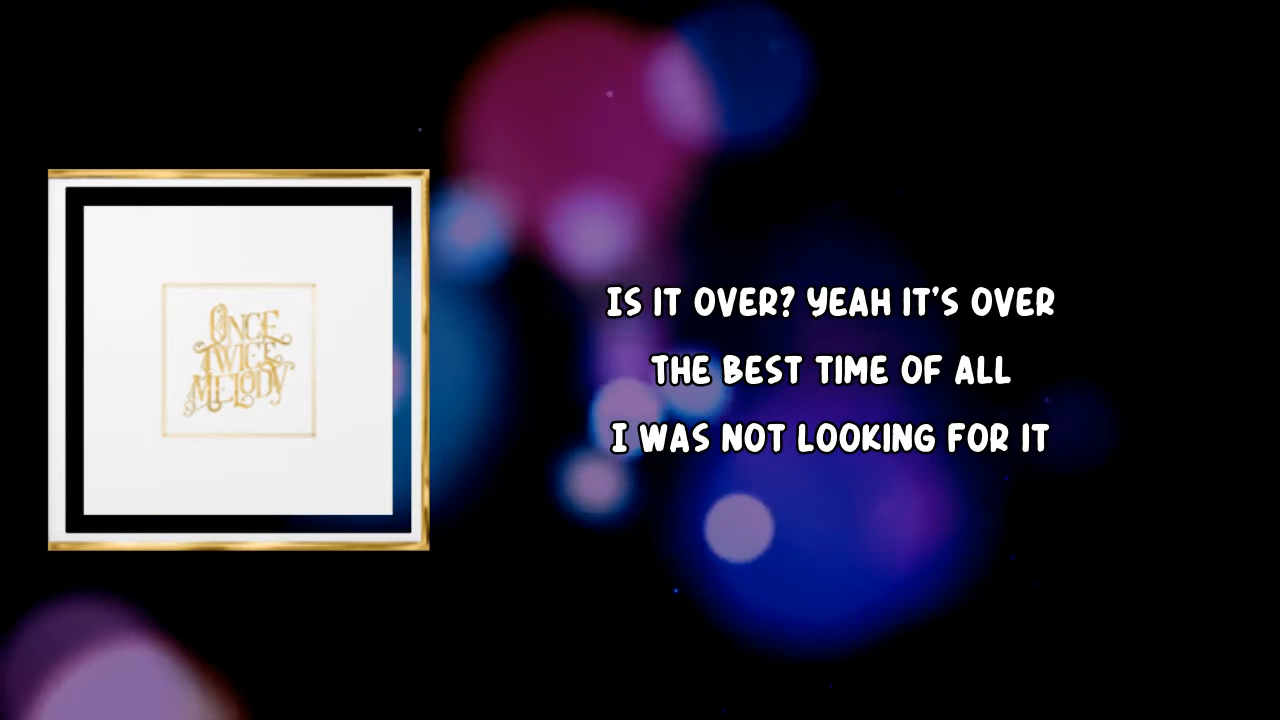 ONCE
TWICE
MELODY
IS IT OVER? YEAH IT'S OVER
THE BEST TIME OF ALL
I WAS NOT LOOKING FOR IT